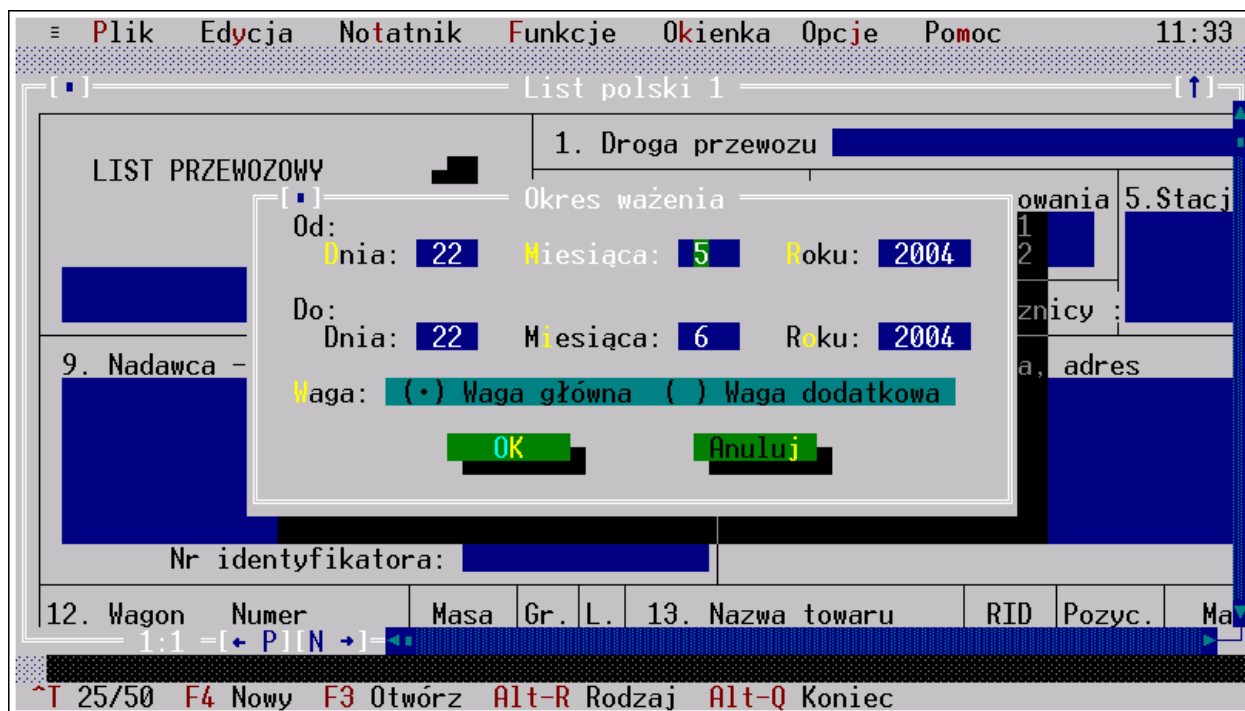 ≡ Plik Edycja Notatnik Funkcje Okienka Opcje Pomoc 11:33
List polski 1
1. Droga przewozu
LIST PRZEWOZOWY
Okres ważenia
owania 5.Stacj
Od:
1
Dnia: 22 Miesiąca: 5 Roku: 2004
2
Do:
znicy :
Dnia: 22 Miesiąca: 6 Roku: 2004
9. Nadawca –
a, adres
Waga: (•) Waga główna ( ) Waga dodatkowa
OK Anuluj
Nr identyfikatora:
12. Wagon Numer Masa Gr. L. 13. Nazwa towaru RID Pozyc. Ma
1:1 [← P][N →]
^T 25/50 F4 Nowy F3 Otwórz Alt-R Rodzaj Alt-Q Koniec